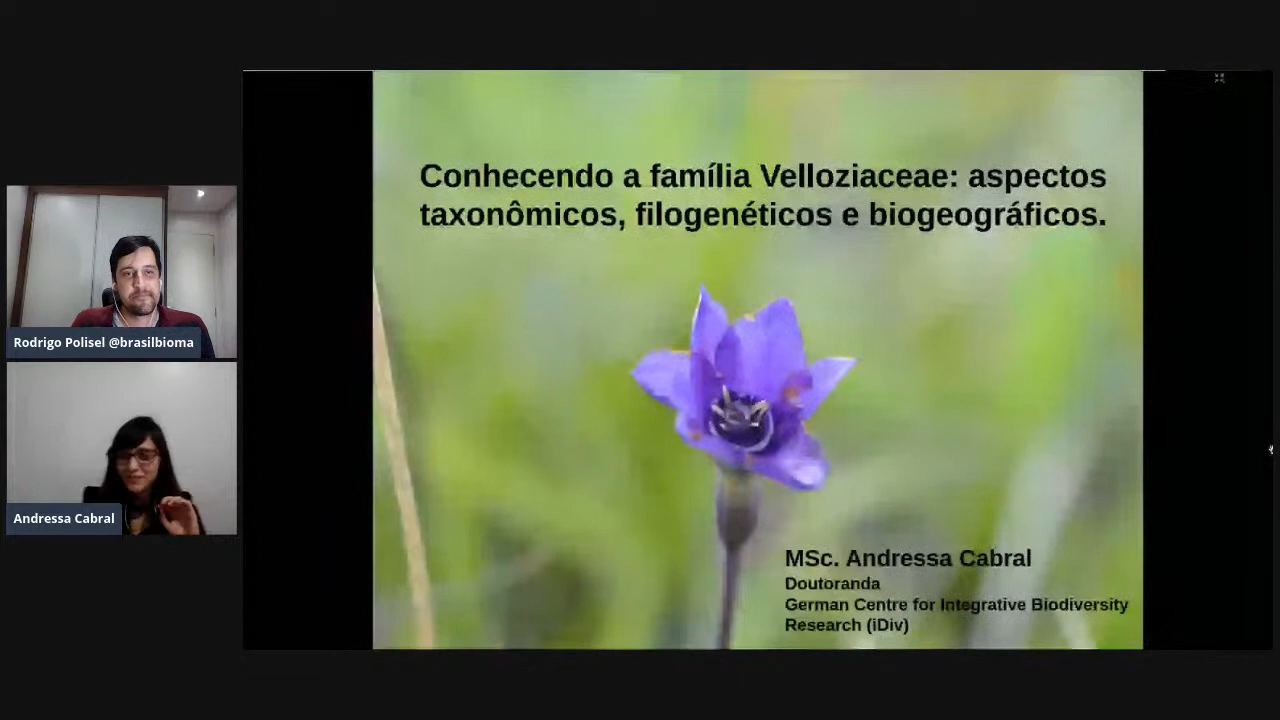 Conhecendo a família Velloziaceae: aspectos
taxonômicos, filogenéticos e biogeográficos.
Rodrigo Polisel @brasilbioma
Andressa Cabral
MSc. Andressa Cabral
Doutoranda
German Centre for Integrative Biodiversity
Research (iDiv)